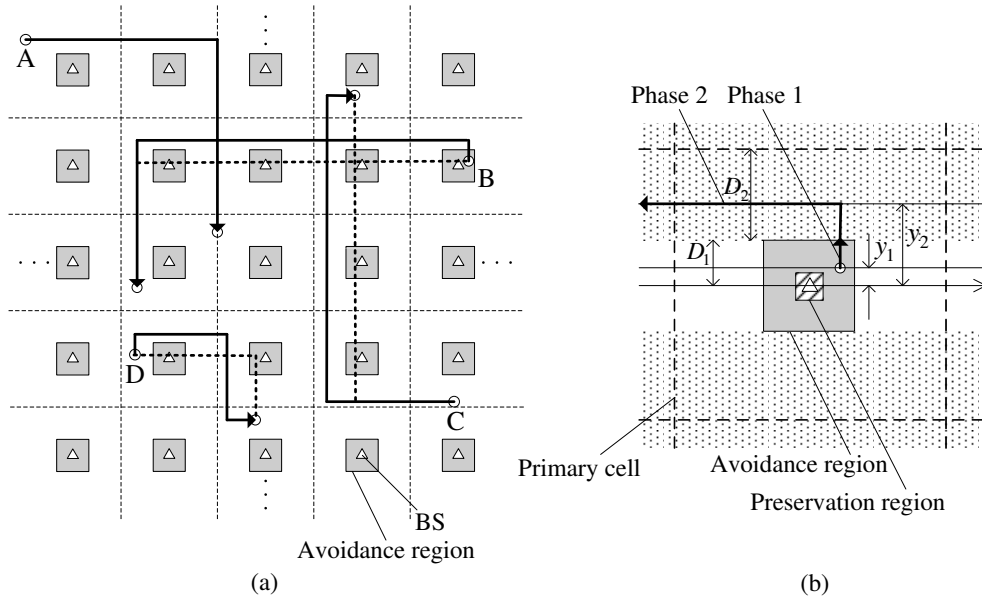 A
B
C
D
BS
Avoidance region
(a)
Phase 2
Phase 1
D₂
D₁
y₁
y₂
Primary cell
Avoidance region
Preservation region
(b)